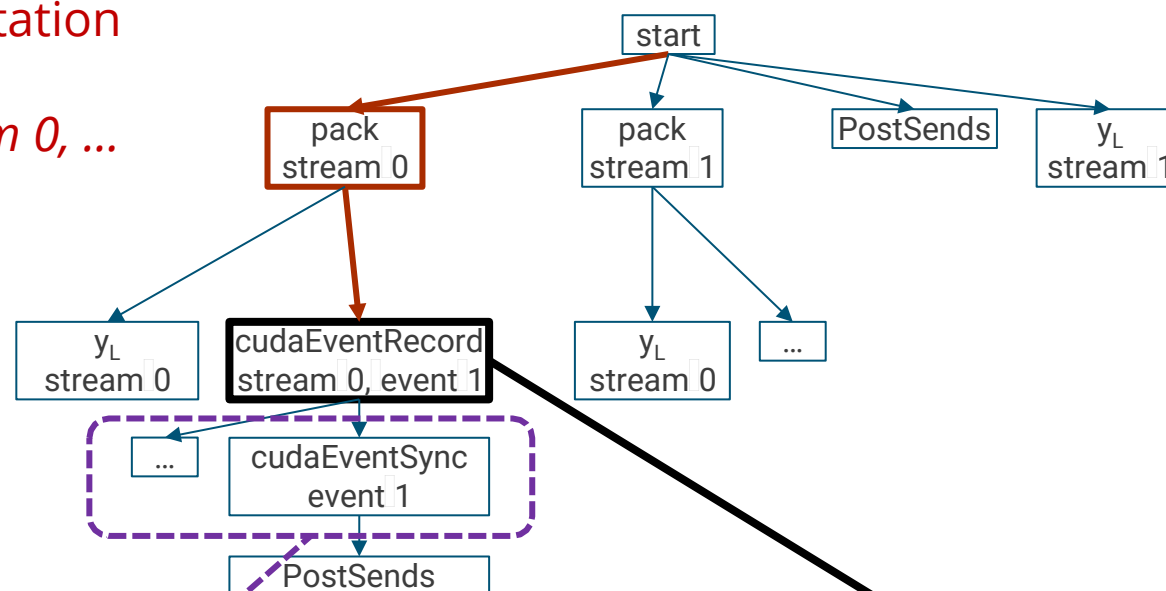 tation
m 0, ...
start
pack
stream 0
pack
stream 1
PostSends
yL
stream 1
yL
stream 0
cudaEventRecord
stream 0, event 1
yL
stream 0
...
...
cudaEventSync
event 1
PostSends